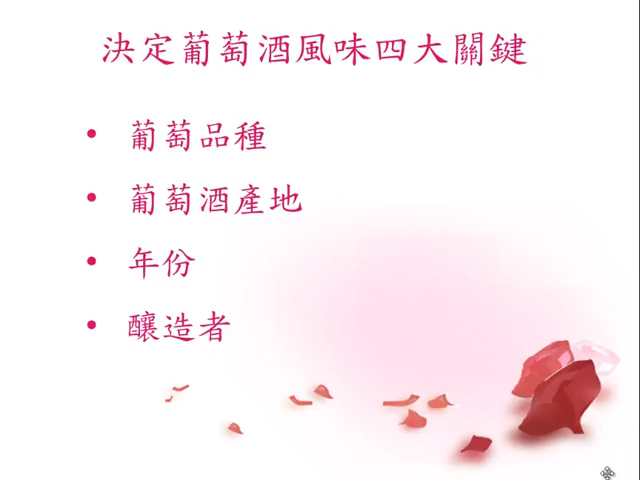 決定葡萄酒風味四大關鍵
• 葡萄品種
• 葡萄酒產地
• 年份
• 釀造者